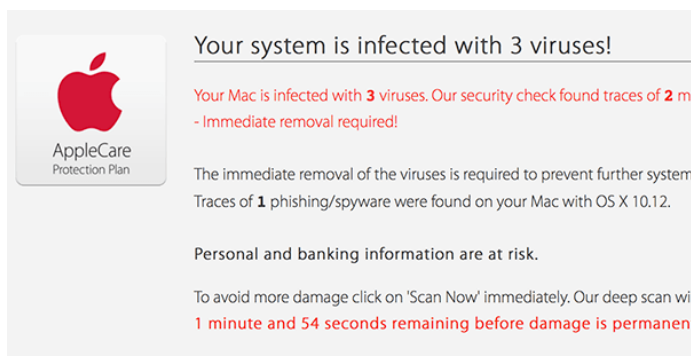 Your system is infected with 3 viruses!
Your Mac is infected with 3 viruses. Our security check found traces of 2
- Immediate removal required!
AppleCare
Protection Plan
The immediate removal of the viruses is required to prevent further system
Traces of 1 phishing/spyware were found on your Mac with OS X 10.12.
Personal and banking information are at risk.
To avoid more damage click on 'Scan Now' immediately. Our deep scan
1 minute and 54 seconds remaining before damage is